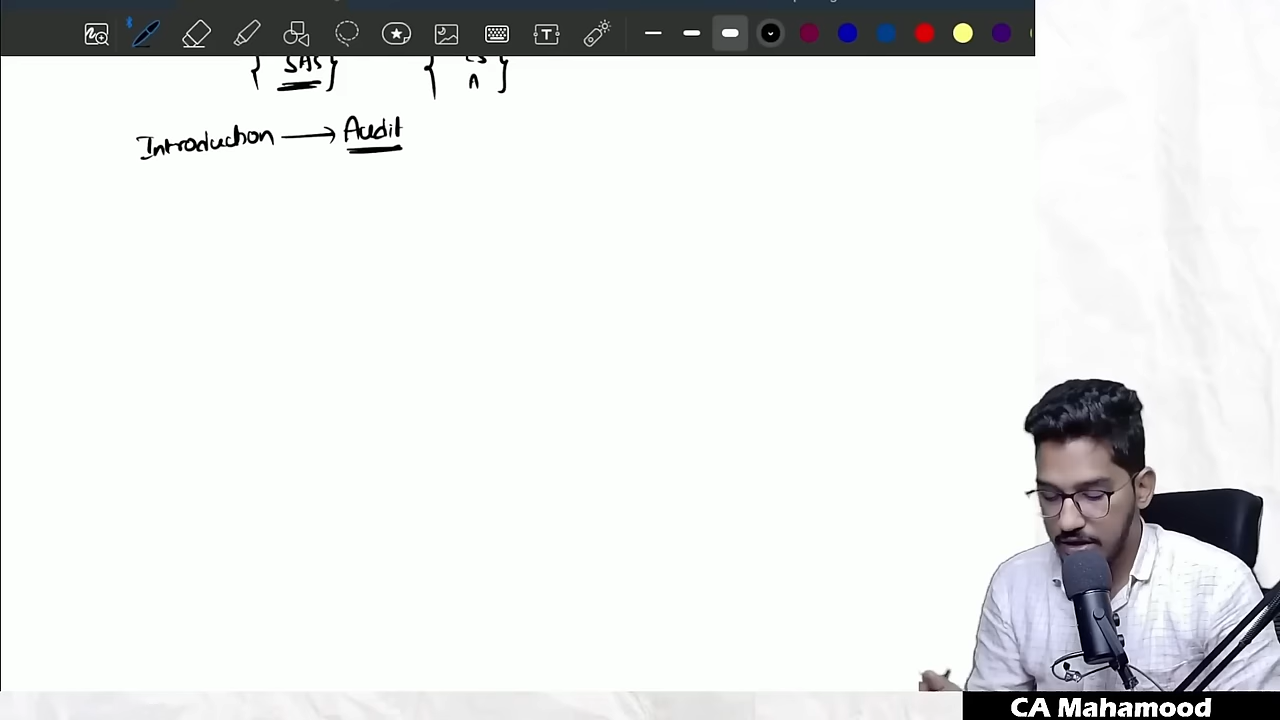 { SAS }
Introduction → Audit
CA Mahamood